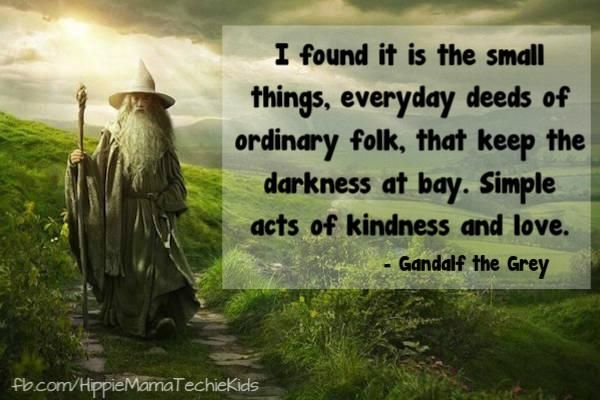 I found it is the small
things, everyday deeds of
ordinary folk, that keep the
darkness at bay. Simple
acts of kindness and love.
- Gandalf the Grey
fb.com/HippieMamaTechieKids